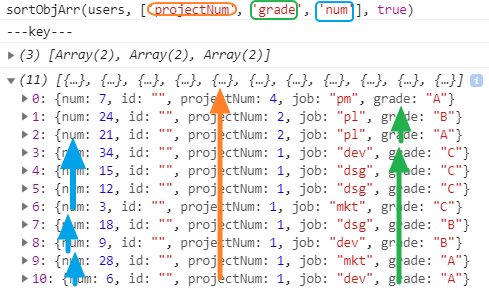 sortObjArr(users, ['projectNum', 'grade', 'num'], true)
---key---
(3) [Array(2), Array(2), Array(2)]
(11) [{…}, {…}, {…}, {…}, {…}, {…}, {…}, {…}, {…}, {…}, {…}] i
0: {num: 7, id: "", projectNum: 4, job: "pm", grade: "A"}
1: {num: 24, id: "", projectNum: 2, job: "pl", grade: "B"}
2: {num: 21, id: "", projectNum: 2, job: "pl", grade: "A"}
3: {num: 34, id: "", projectNum: 1, job: "dev", grade: "C"}
4: {num: 15, id: "", projectNum: 1, job: "dsg", grade: "C"}
5: {num: 12, id: "", projectNum: 1, job: "dsg", grade: "C"}
6: {num: 3, id: "", projectNum: 1, job: "mkt", grade: "C"}
7: {num: 18, id: "", projectNum: 1, job: "dsg", grade: "B"}
8: {num: 9, id: "", projectNum: 1, job: "dev", grade: "B"}
9: {num: 28, id: "", projectNum: 1, job: "mkt", grade: "A"}
10: {num: 6, id: "", projectNum: 1, job: "dev", grade: "A"}